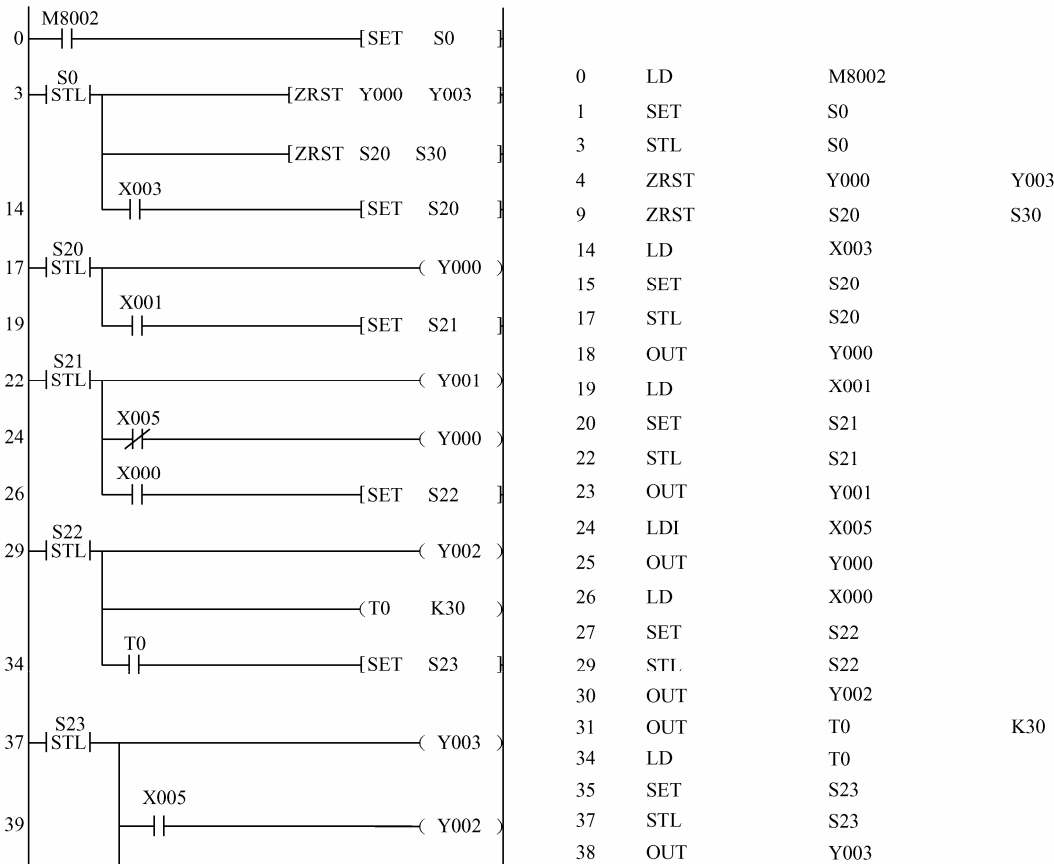 M8002
0 [SET S0 ]
S0
3 STL [ZRST Y000 Y003 ]
[ZRST S20 S30 ]
X003
14 [SET S20 ]
S20
17 STL ( Y000 )
X001
19 [SET S21 ]
S21
22 STL ( Y001 )
X005
24 ( Y000 )
X000
26 [SET S22 ]
S22
29 STL ( Y002 )
(T0 K30 )
T0
34 [SET S23 ]
S23
37 STL ( Y003 )
X005
39 ( Y002 )
0 LD M8002
1 SET S0
3 STL S0
4 ZRST Y000 Y003
9 ZRST S20 S30
14 LD X003
15 SET S20
17 STL S20
18 OUT Y000
19 LD X001
20 SET S21
22 STL S21
23 OUT Y001
24 LDI X005
25 OUT Y000
26 LD X000
27 SET S22
29 STL S22
30 OUT Y002
31 OUT T0 K30
34 LD T0
35 SET S23
37 STL S23
38 OUT Y003